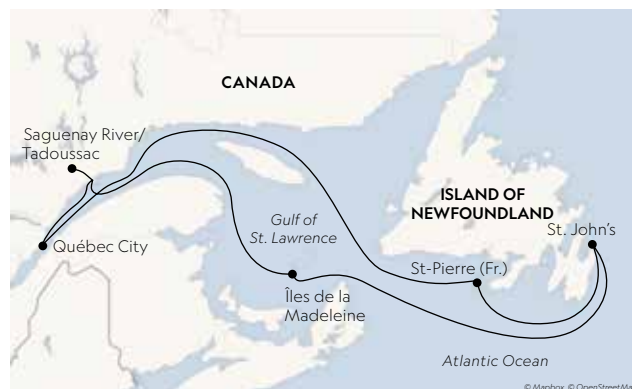 CANADA
Saguenay River/
Tadoussac
ISLAND OF
NEWFOUNDLAND
Gulf of
St. Lawrence
St. John's
Québec City
St-Pierre (Fr.)
Îles de la
Madeleine
Atlantic Ocean
© Mapbox, © OpenStreetMa